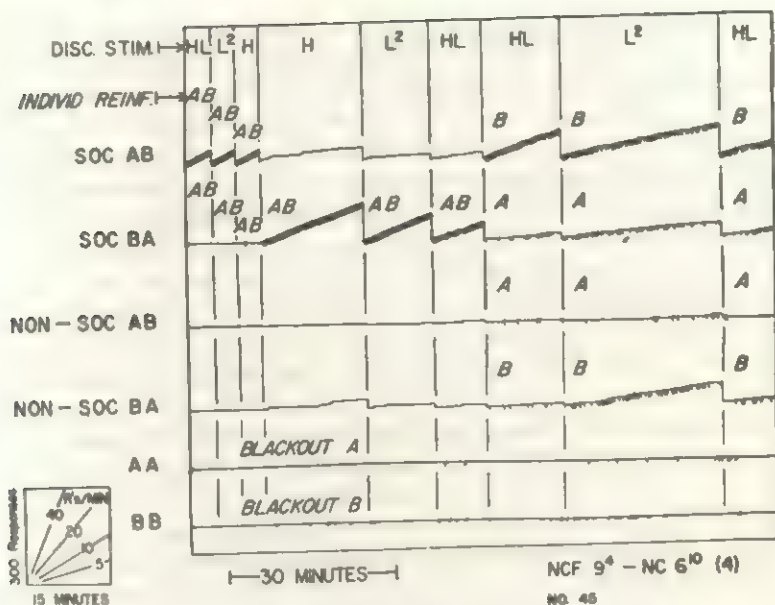 DISC. STIM. HL L² H H L² HL HL L² HL
INDIVID REINF. AB AB AB B B B
SOC AB
AB AB AB AB AB AB A A A
SOC BA
A A A
NON-SOC AB
B B B
NON-SOC BA
BLACKOUT A
AA
BLACKOUT B
BB
300 Responses
R's/MIN
40 20 10 5
15 MINUTES
30 MINUTES
NCF 9⁴ - NC 6¹⁰ (4)
NO. 46